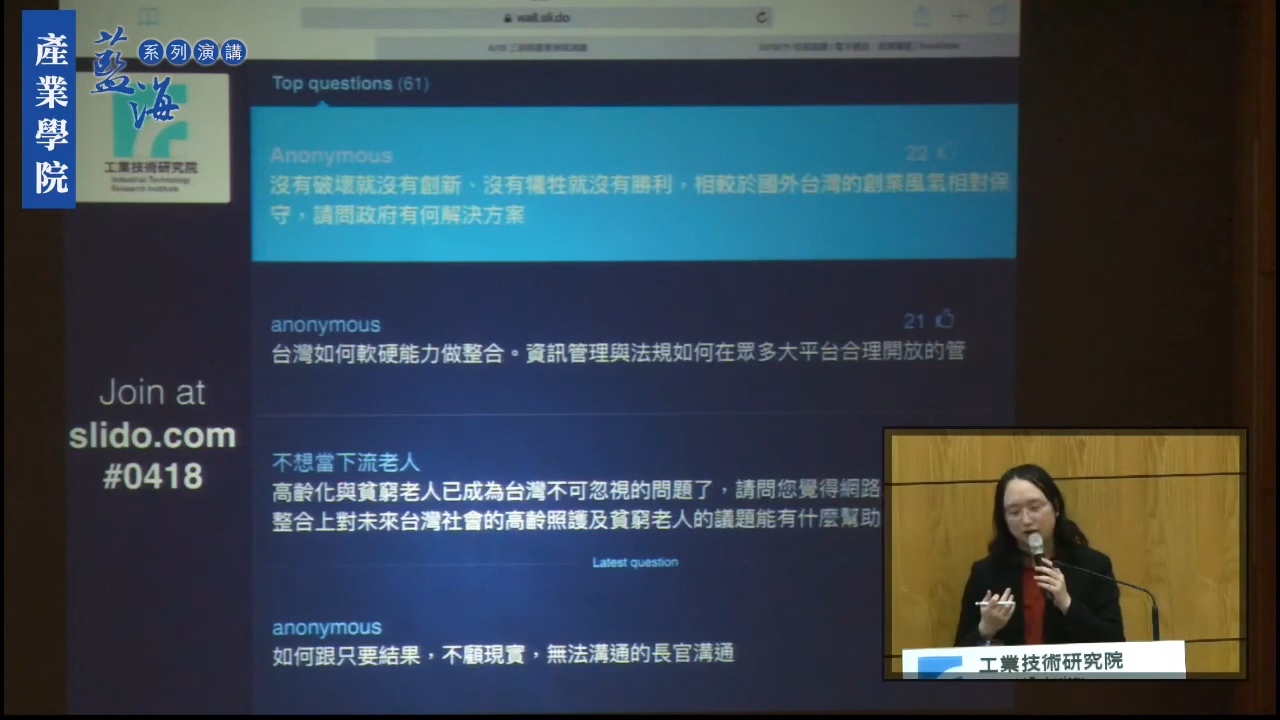 產業學院
藍海
系列演講
wall.sli.do
工業技術研究院
Industrial Technology
Research Institute
Top questions (61)
Anonymous
22
沒有破壞就沒有創新、沒有犧牲就沒有勝利，相較於國外台灣的創業風氣相對保
守，請問政府有何解決方案
anonymous
21
台灣如何軟硬能力做整合。資訊管理與法規如何在眾多大平台合理開放的管
Join at
slido.com
#0418
不想當下流老人
高齡化與貧窮老人已成為台灣不可忽視的問題了，請問您覺得網路
整合上對未來台灣社會的高齡照護及貧窮老人的議題能有什麼幫助
Latest question
anonymous
如何跟只要結果，不顧現實，無法溝通的長官溝通
工業技術研究院